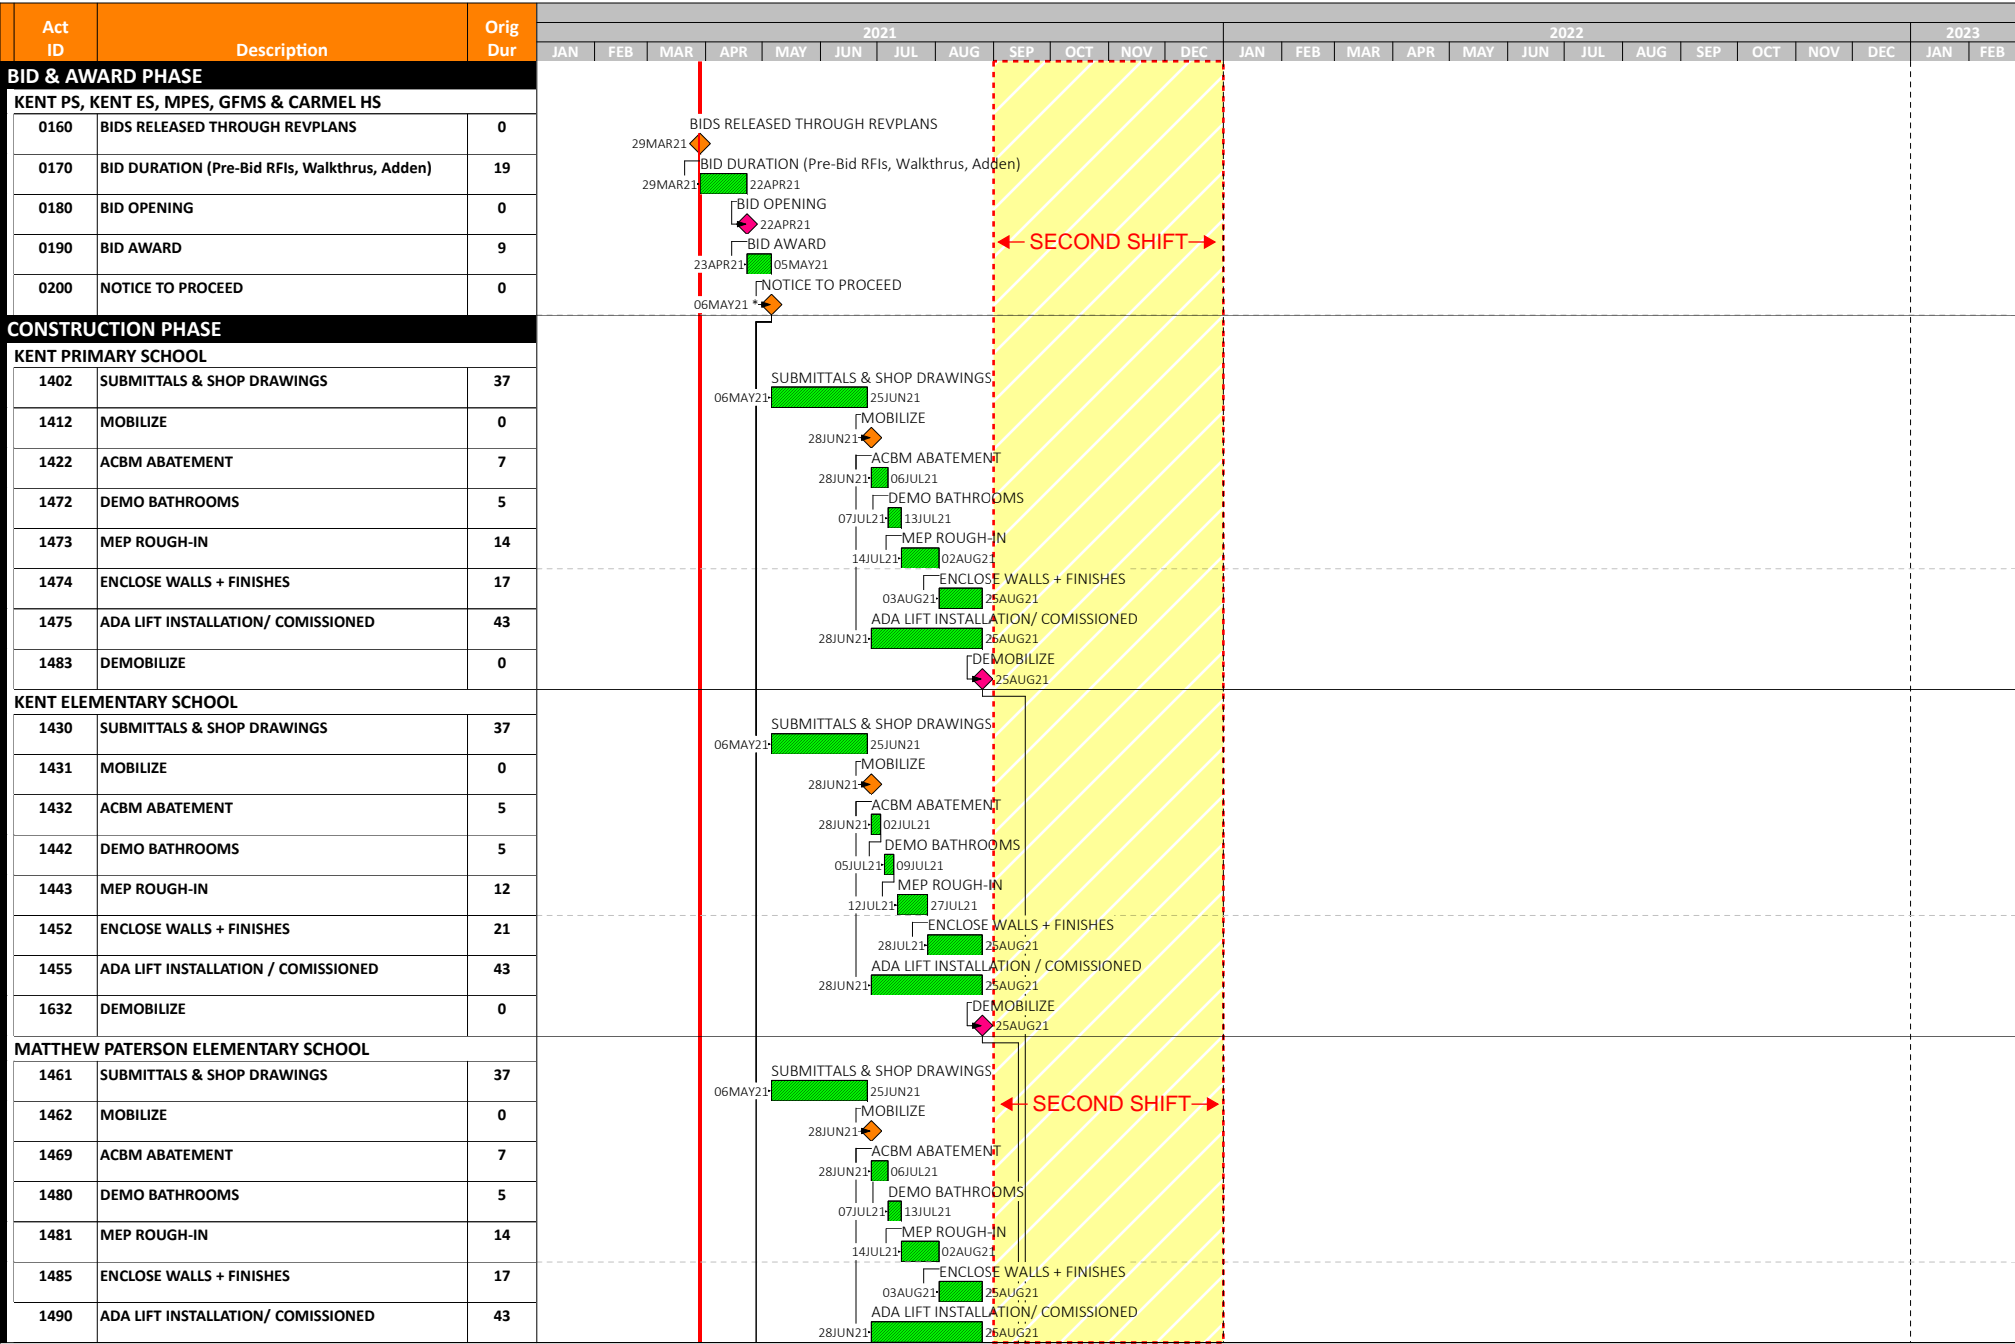 Act ID Description Orig Dur
2021 2022 2023
JAN FEB MAR APR MAY JUN JUL AUG SEP OCT NOV DEC JAN FEB MAR APR MAY JUN JUL AUG SEP OCT NOV DEC JAN FEB
BID & AWARD PHASE
KENT PS, KENT ES, MPES, GFMS & CARMEL HS
0160 BIDS RELEASED THROUGH REVPLANS 0
BIDS RELEASED THROUGH REVPLANS
29MAR21
0170 BID DURATION (Pre-Bid RFIs, Walkthrus, Adden) 19
BID DURATION (Pre-Bid RFIs, Walkthrus, Adden)
29MAR21 22APR21
0180 BID OPENING 0
BID OPENING
22APR21
0190 BID AWARD 9
BID AWARD
23APR21 05MAY21
SECOND SHIFT
0200 NOTICE TO PROCEED 0
NOTICE TO PROCEED
06MAY21 *
CONSTRUCTION PHASE
KENT PRIMARY SCHOOL
1402 SUBMITTALS & SHOP DRAWINGS 37
SUBMITTALS & SHOP DRAWINGS
06MAY21 25JUN21
1412 MOBILIZE 0
MOBILIZE
28JUN21
1422 ACBM ABATEMENT 7
ACBM ABATEMENT
28JUN21 06JUL21
1472 DEMO BATHROOMS 5
DEMO BATHROOMS
07JUL21 13JUL21
1473 MEP ROUGH-IN 14
MEP ROUGH-IN
14JUL21 02AUG21
1474 ENCLOSE WALLS + FINISHES 17
ENCLOSE WALLS + FINISHES
03AUG21 25AUG21
1475 ADA LIFT INSTALLATION/ COMISSIONED 43
ADA LIFT INSTALLATION/ COMISSIONED
28JUN21 25AUG21
1483 DEMOBILIZE 0
DEMOBILIZE
25AUG21
KENT ELEMENTARY SCHOOL
1430 SUBMITTALS & SHOP DRAWINGS 37
SUBMITTALS & SHOP DRAWINGS
06MAY21 25JUN21
1431 MOBILIZE 0
MOBILIZE
28JUN21
1432 ACBM ABATEMENT 5
ACBM ABATEMENT
28JUN21 02JUL21
1442 DEMO BATHROOMS 5
DEMO BATHROOMS
05JUL21 09JUL21
1443 MEP ROUGH-IN 12
MEP ROUGH-IN
12JUL21 27JUL21
1452 ENCLOSE WALLS + FINISHES 21
ENCLOSE WALLS + FINISHES
28JUL21 25AUG21
1455 ADA LIFT INSTALLATION / COMISSIONED 43
ADA LIFT INSTALLATION / COMISSIONED
28JUN21 25AUG21
1632 DEMOBILIZE 0
DEMOBILIZE
25AUG21
MATTHEW PATERSON ELEMENTARY SCHOOL
1461 SUBMITTALS & SHOP DRAWINGS 37
SUBMITTALS & SHOP DRAWINGS
06MAY21 25JUN21
SECOND SHIFT
1462 MOBILIZE 0
MOBILIZE
28JUN21
1469 ACBM ABATEMENT 7
ACBM ABATEMENT
28JUN21 06JUL21
1480 DEMO BATHROOMS 5
DEMO BATHROOMS
07JUL21 13JUL21
1481 MEP ROUGH-IN 14
MEP ROUGH-IN
14JUL21 02AUG21
1485 ENCLOSE WALLS + FINISHES 17
ENCLOSE WALLS + FINISHES
03AUG21 25AUG21
1490 ADA LIFT INSTALLATION/ COMISSIONED 43
ADA LIFT INSTALLATION/ COMISSIONED
28JUN21 25AUG21